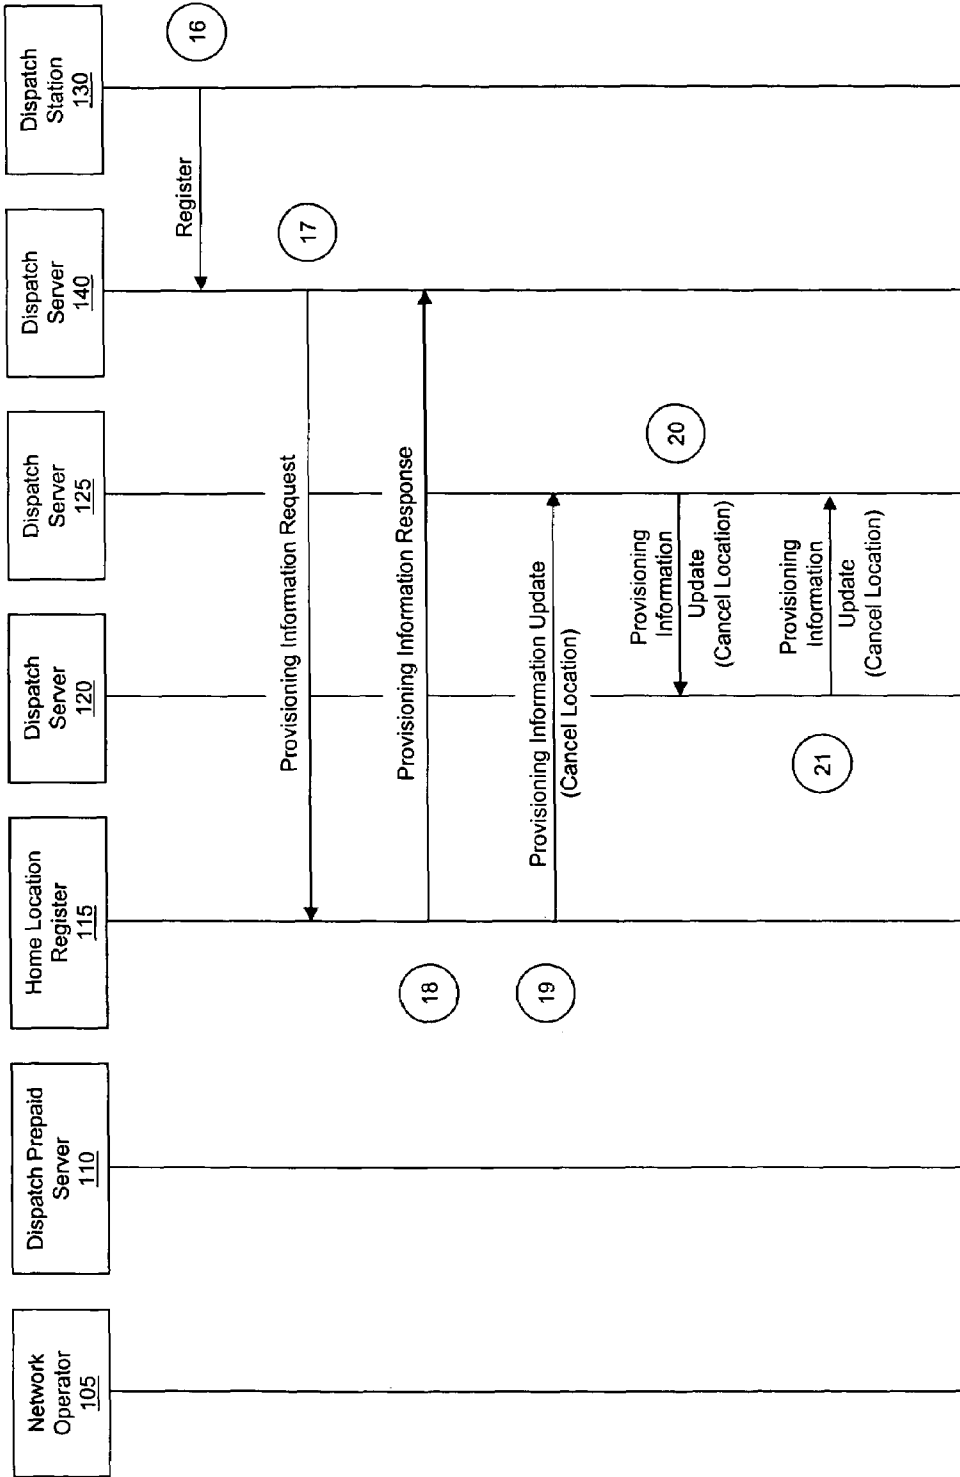 Network
Operator
105
Dispatch Prepaid
Server
110
Home Location
Register
115
Dispatch
Server
120
Dispatch
Server
125
Dispatch
Server
140
Dispatch
Station
130
Register
16
Provisioning Information Request
17
Provisioning Information Response
18
Provisioning Information Update
(Cancel Location)
19
Provisioning
Information
Update
(Cancel Location)
20
Provisioning
Information
Update
(Cancel Location)
21